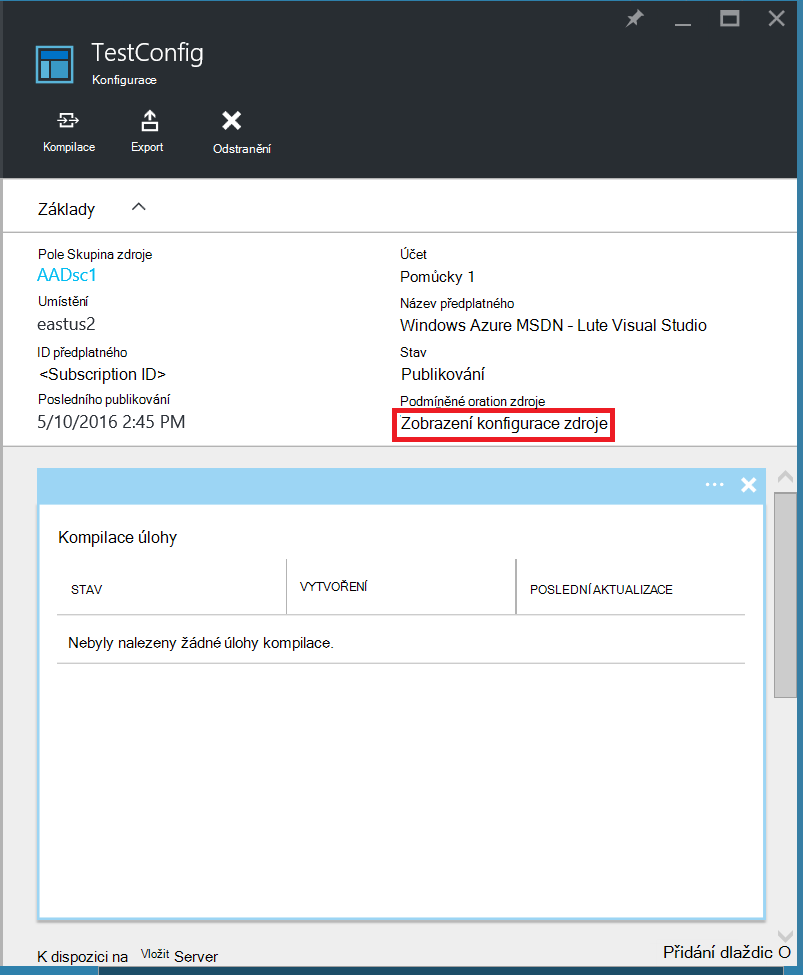 TestConfig
Konfigurace
Kompilace
Export
Odstranění
Základy
Pole Skupina zdroje
AADsc1
Umístění
eastus2
ID předplatného
<Subscription ID>
Posledního publikování
5/10/2016 2:45 PM
Účet
Pomůcky 1
Název předplatného
Windows Azure MSDN - Lute Visual Studio
Stav
Publikování
Podmíněné oration zdroje
Zobrazení konfigurace zdroje
Kompilace úlohy
STAV
VYTVOŘENÍ
POSLEDNÍ AKTUALIZACE
Nebyly nalezeny žádné úlohy kompilace.
K dispozici na Vložit Server
Přidání dlaždic O